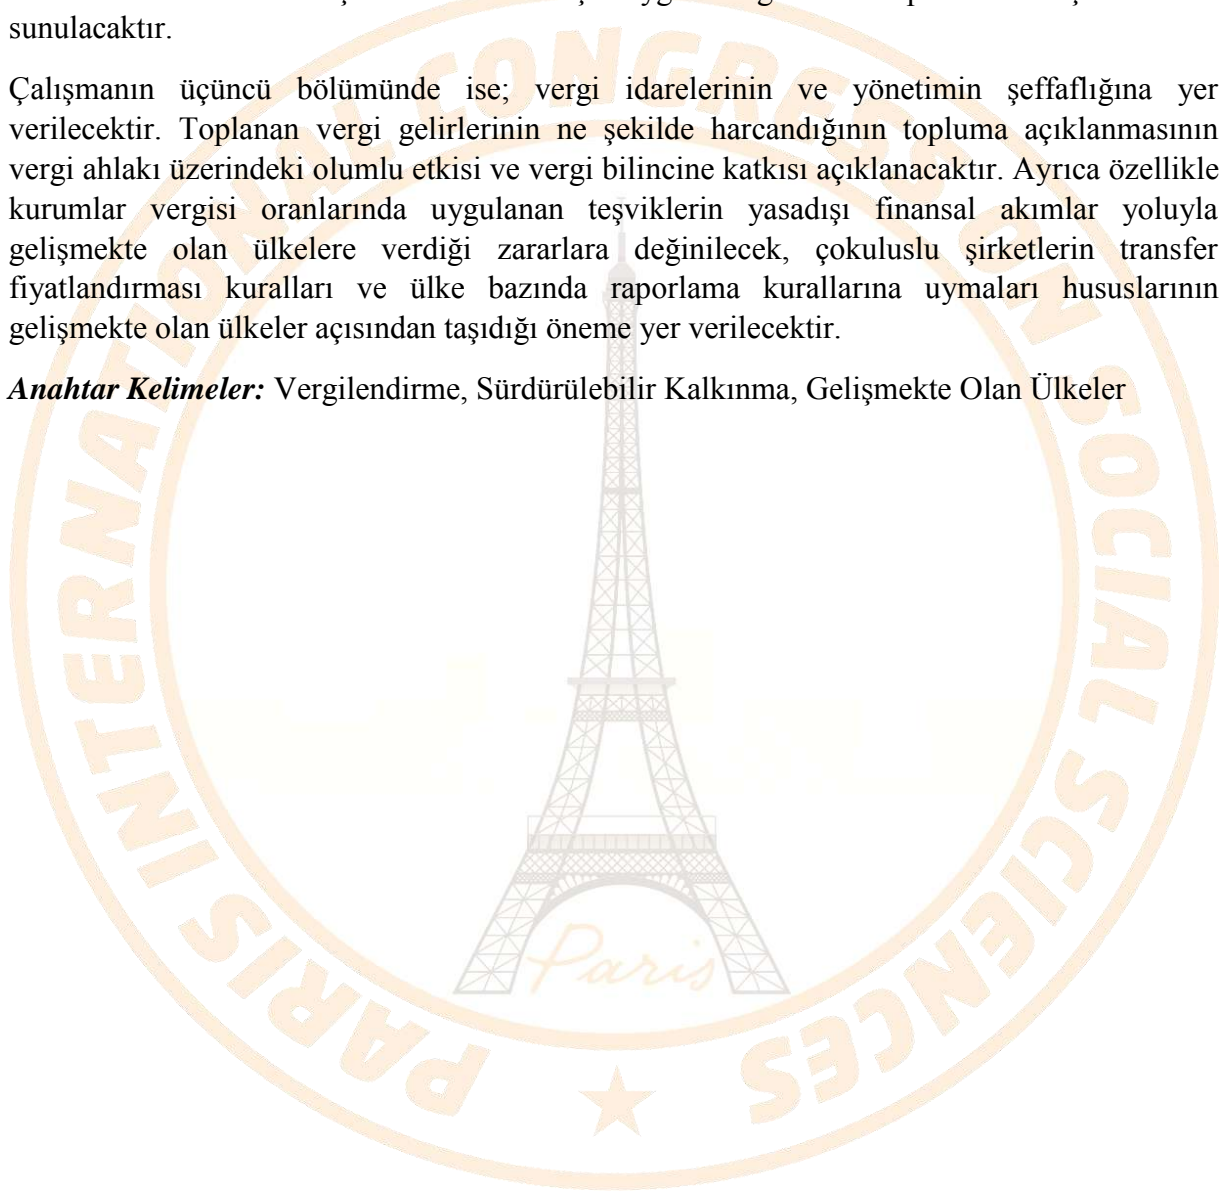 sunulacaktır.
Çalışmanın üçüncü bölümünde ise; vergi idarelerinin ve yönetimin şeffaflığına yer
verilecektir. Toplanan vergi gelirlerinin ne şekilde harcandığının topluma açıklanmasının
vergi ahlakı üzerindeki olumlu etkisi ve vergi bilincine katkısı açıklanacaktır. Ayrıca özellikle
kurumlar vergisi oranlarında uygulanan teşviklerin yasadışı finansal akımlar yoluyla
gelişmekte olan ülkelere verdiği zararlara değinilecek, çokuluslu şirketlerin transfer
fiyatlandırması kuralları ve ülke bazında raporlama kurallarına uymaları hususlarının
gelişmekte olan ülkeler açısından taşıdığı öneme yer verilecektir.
Anahtar Kelimeler: Vergilendirme, Sürdürülebilir Kalkınma, Gelişmekte Olan Ülkeler
PARIS INTERNATIONAL CONGRESS ON SOCIAL SCIENCES
Paris